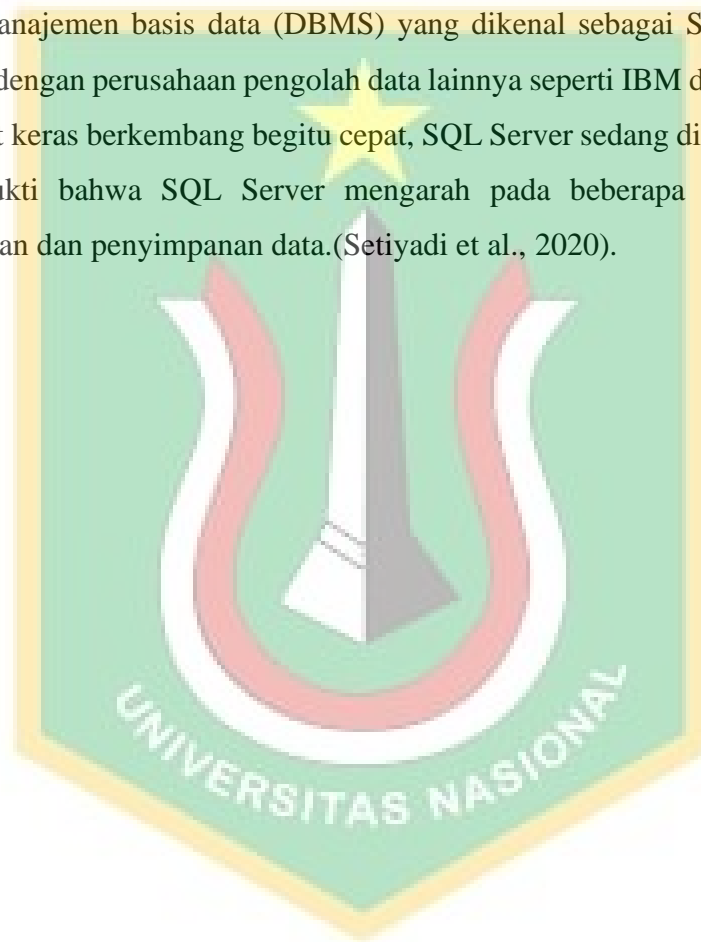 anajemen basis data (DBMS) yang dikenal sebagai S
dengan perusahaan pengolah data lainnya seperti IBM d
t keras berkembang begitu cepat, SQL Server sedang di
ukti bahwa SQL Server mengarah pada beberapa
an dan penyimpanan data.(Setiyadi et al., 2020).
UNIVERSITAS NASIONAL